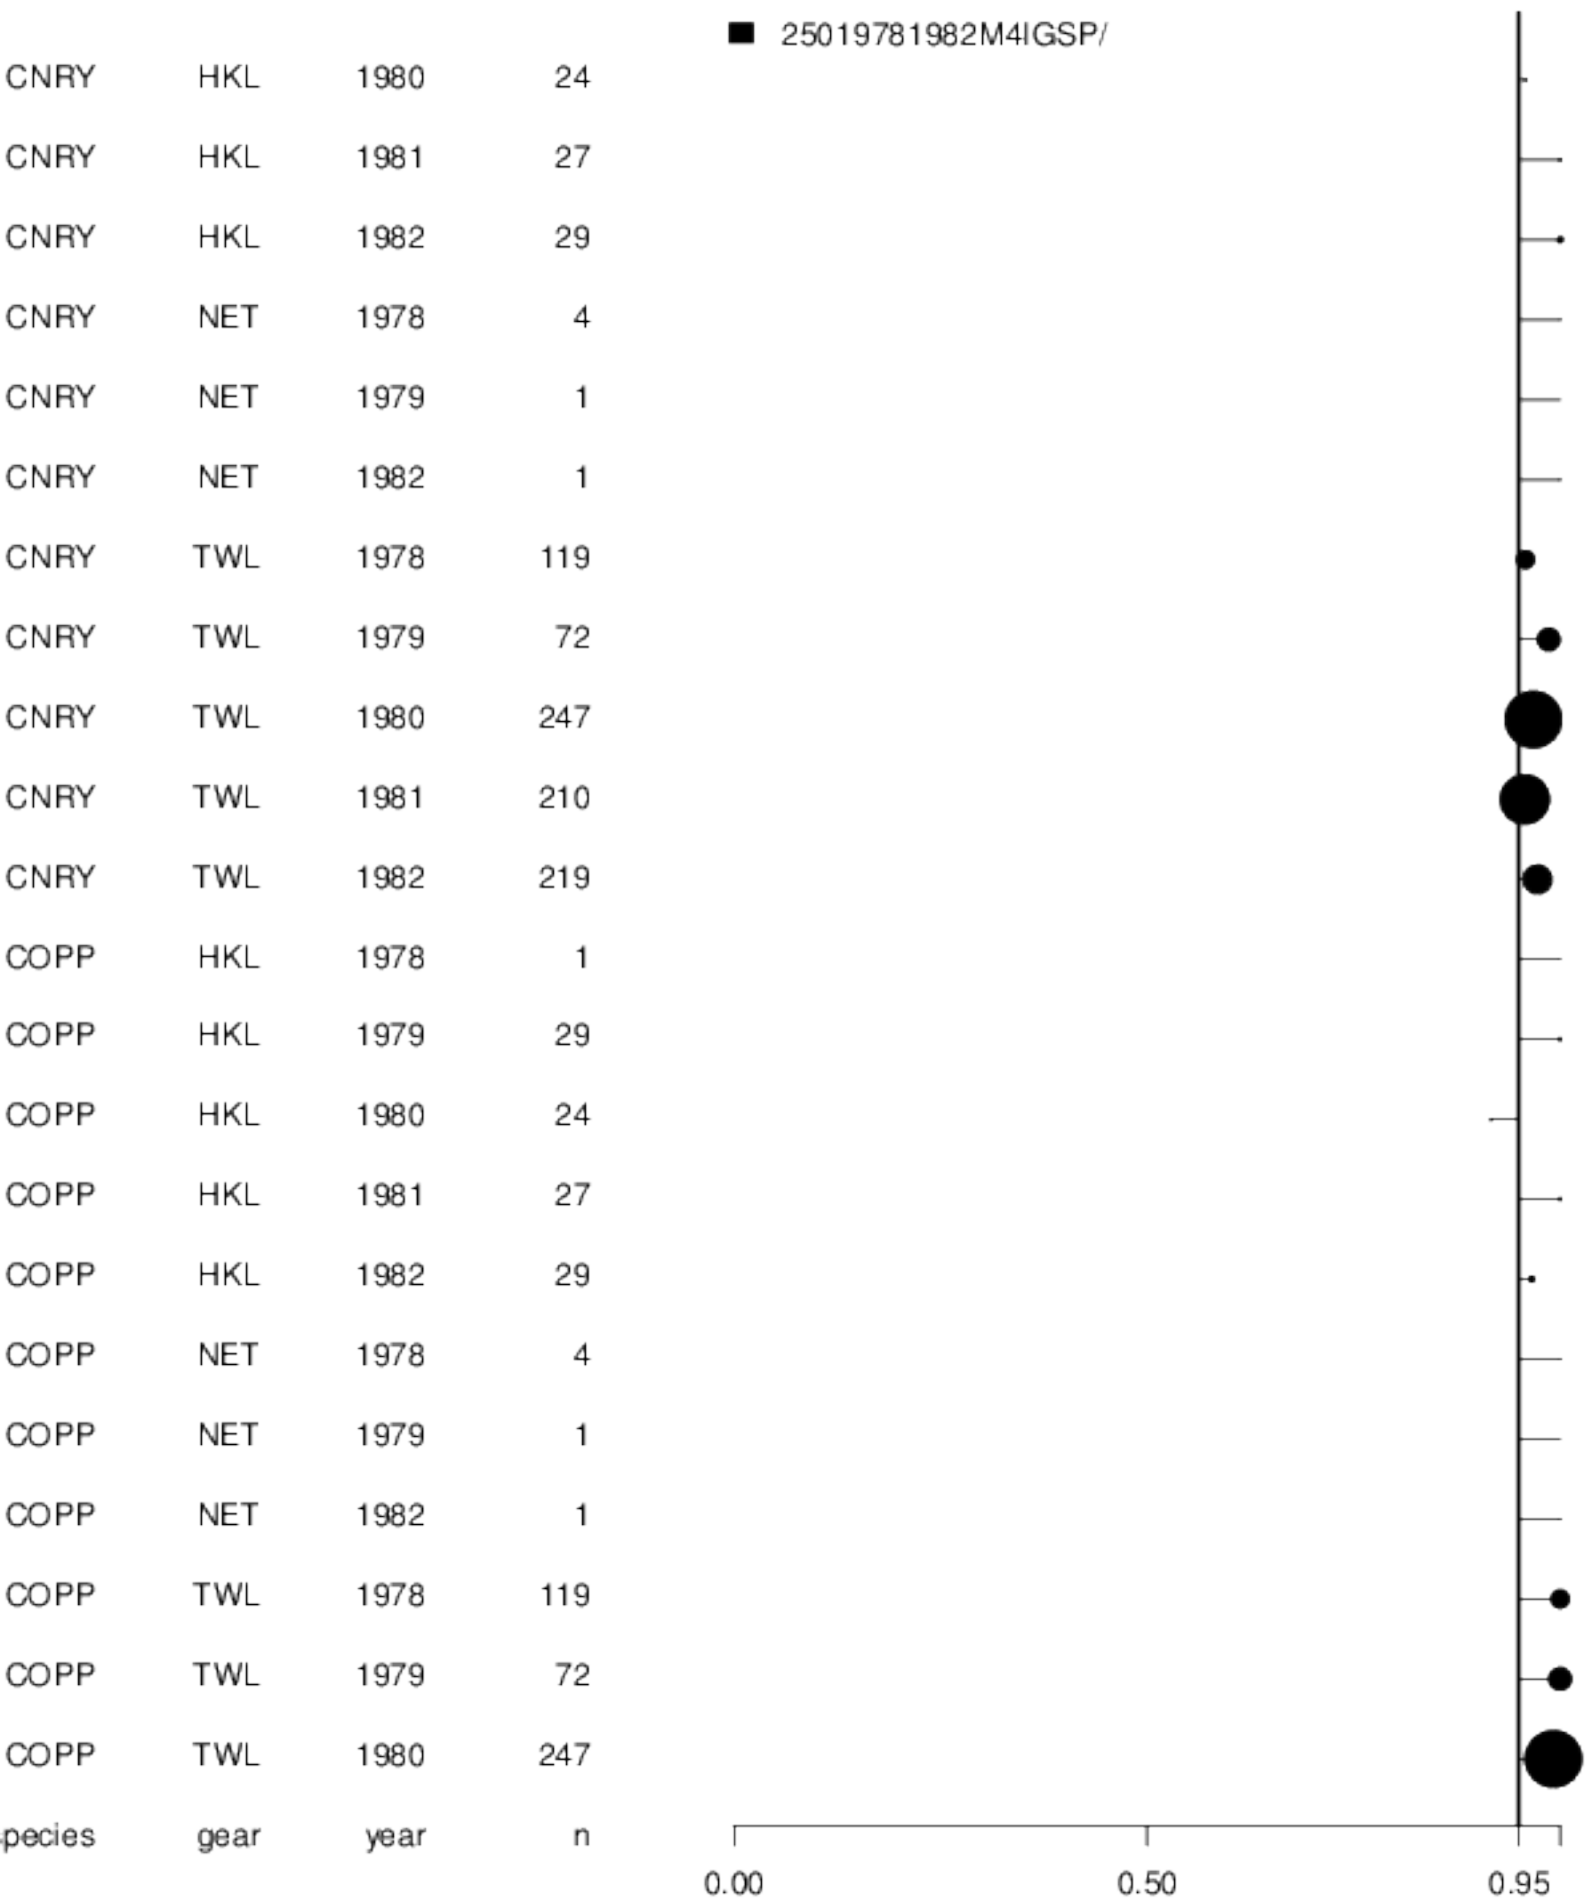 25019781982M4IGSP/
CNRY HKL 1980 24
CNRY HKL 1981 27
CNRY HKL 1982 29
CNRY NET 1978 4
CNRY NET 1979 1
CNRY NET 1982 1
CNRY TWL 1978 119
CNRY TWL 1979 72
CNRY TWL 1980 247
CNRY TWL 1981 210
CNRY TWL 1982 219
COPP HKL 1978 1
COPP HKL 1979 29
COPP HKL 1980 24
COPP HKL 1981 27
COPP HKL 1982 29
COPP NET 1978 4
COPP NET 1979 1
COPP NET 1982 1
COPP TWL 1978 119
COPP TWL 1979 72
COPP TWL 1980 247
pecies gear year n
0.00 0.50 0.95